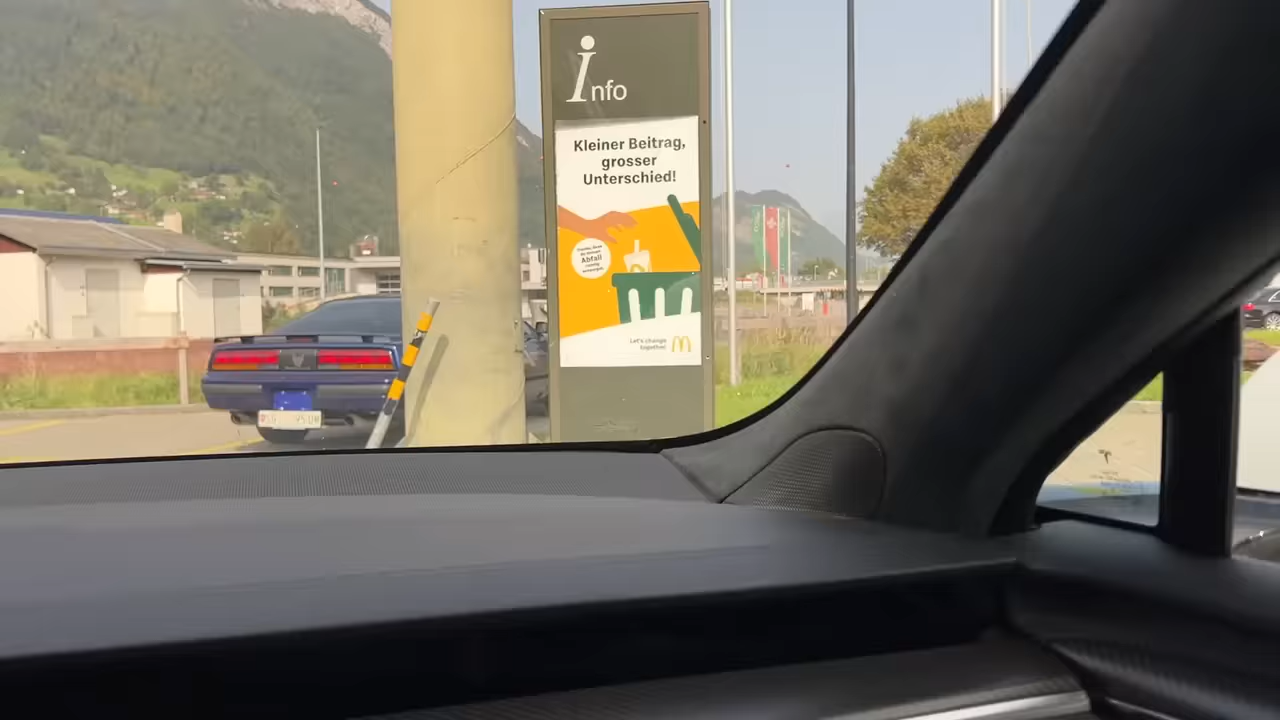 info
Kleiner Beitrag,
grosser
Unterschied!
Abfall
Let's change
together